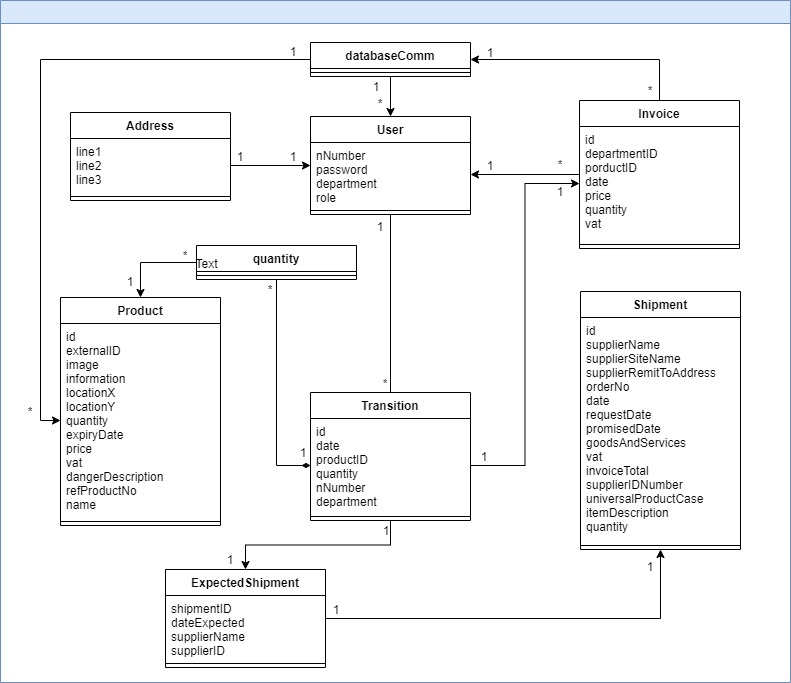 1
databaseComm
1
1
*
*
Address
line1
line2
line3
1
1
User
nNumber
password
department
role
1
*
Invoice
id
departmentID
porductID
date
price
quantity
vat
1
1
*
Text
quantity
*
1
Product
id
externalID
image
information
locationX
locationY
quantity
expiryDate
price
vat
dangerDescription
refProductNo
name
*
*
Transition
id
date
productID
quantity
nNumber
department
1
1
1
Shipment
id
supplierName
supplierSiteName
supplierRemitToAddress
orderNo
date
requestDate
promisedDate
goodsAndServices
vat
invoiceTotal
supplierIDNumber
universalProductCase
itemDescription
quantity
1
ExpectedShipment
shipmentID
dateExpected
supplierName
supplierID
1
1